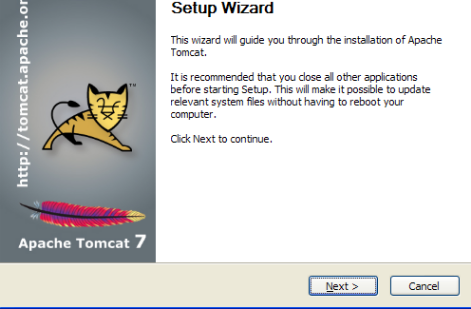 Setup Wizard
This wizard will guide you through the installation of Apache
Tomcat.
It is recommended that you close all other applications
before starting Setup. This will make it possible to update
relevant system files without having to reboot your
computer.
Click Next to continue.
http://tomcat.apache.or
TM
Apache Tomcat 7
Next >
Cancel